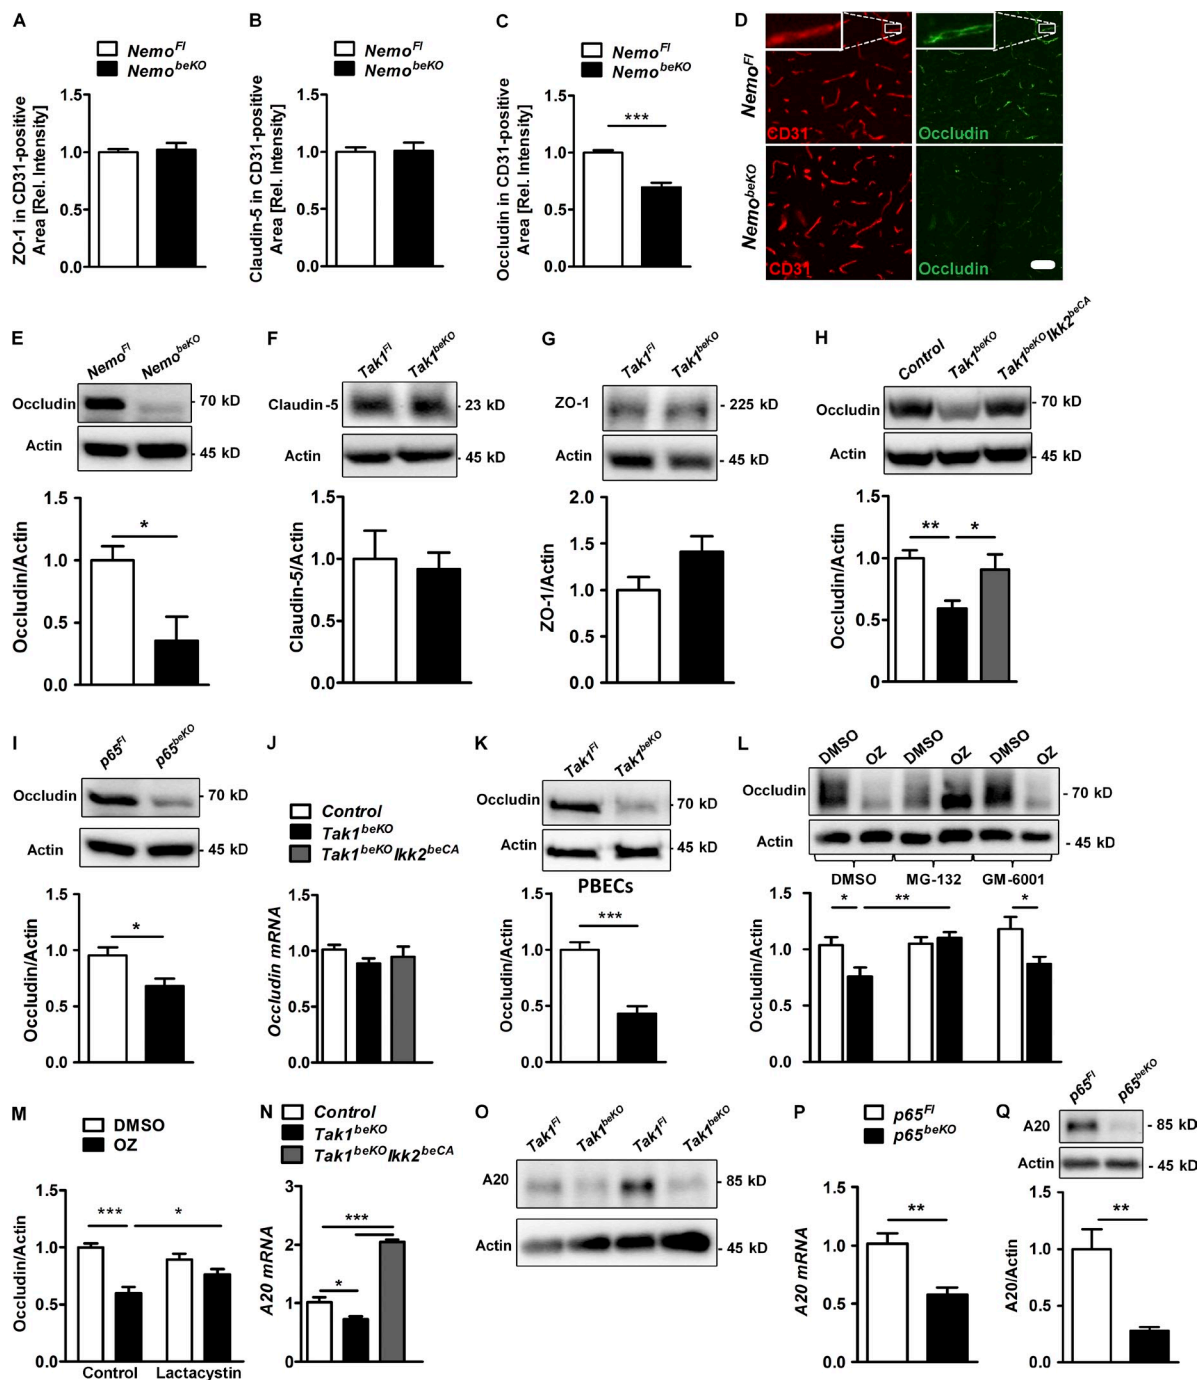 A
Nemo^Fl
Nemo^beKO
ZO-1 in CD31-positive
Area [Rel. Intensity]
1.5
1.0
0.5
0.0
B
Nemo^Fl
Nemo^beKO
Claudin-5 in CD31-positive
Area [Rel. Intensity]
1.5
1.0
0.5
0.0
C
Nemo^Fl
Nemo^beKO
Occludin in CD31-positive
Area [Rel. Intensity]
1.5
1.0
0.5
0.0
***
D
Nemo^Fl
CD31
Occludin
Nemo^beKO
CD31
Occludin
E
Nemo^Fl
Nemo^beKO
Occludin
- 70 kD
Actin
- 45 kD
Occludin/Actin
1.5
1.0
0.5
0.0
*
F
Tak1^Fl
Tak1^beKO
Claudin-5
- 23 kD
Actin
- 45 kD
Claudin-5/Actin
1.5
1.0
0.5
0.0
G
Tak1^Fl
Tak1^beKO
ZO-1
- 225 kD
Actin
- 45 kD
ZO-1/Actin
2.0
1.5
1.0
0.5
0.0
H
Control
Tak1^beKO
Tak1^beKO Ikk2^beCA
Occludin
- 70 kD
Actin
- 45 kD
Occludin/Actin
1.5
1.0
0.5
0
**
*
I
p65^Fl
p65^beKO
Occludin
- 70 kD
Actin
- 45 kD
Occludin/Actin
1.5
1.0
0.5
0.0
*
J
Control
Tak1^beKO
Tak1^beKO Ikk2^beCA
Occludin mRNA
1.5
1.0
0.5
0.0
K
Tak1^Fl
Tak1^beKO
Occludin
- 70 kD
Actin
- 45 kD
PBECs
Occludin/Actin
1.5
1.0
0.5
0.0
***
L
DMSO
OZ
DMSO
OZ
DMSO
OZ
Occludin
- 70 kD
Actin
- 45 kD
DMSO
MG-132
GM-6001
Occludin/Actin
1.5
1.0
0.5
0.0
*
**
*
M
DMSO
OZ
Occludin/Actin
1.5
1.0
0.5
0.0
***
*
Control
Lactacystin
N
Control
Tak1^beKO
Tak1^beKO Ikk2^beCA
A20 mRNA
3
2
1
0
***
*
O
Tak1^Fl
Tak1^beKO
Tak1^Fl
Tak1^beKO
A20
- 85 kD
Actin
- 45 kD
P
p65^Fl
p65^beKO
A20 mRNA
1.5
1.0
0.5
0.0
**
Q
p65^Fl
p65^beKO
A20
- 85 kD
Actin
- 45 kD
A20/Actin
1.5
1.0
0.5
0.0
**